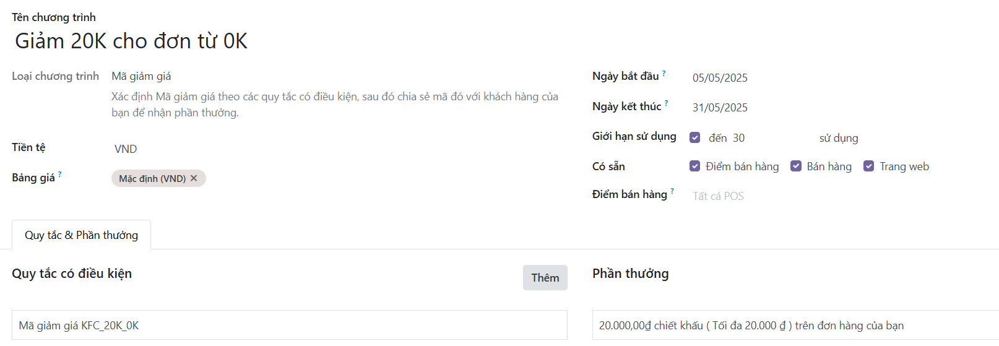 Tên chương trình
Giảm 20K cho đơn từ 0K
Loại chương trình Mã giảm giá
Xác định Mã giảm giá theo các quy tắc có điều kiện, sau đó chia sẻ mã đó với khách hàng của
bạn để nhận phần thưởng.
Tiền tệ VND
Bảng giá ? Mặc định (VND) ✕
Ngày bắt đầu ? 05/05/2025
Ngày kết thúc ? 31/05/2025
Giới hạn sử dụng đến 30 sử dụng
Có sẵn Điểm bán hàng Bán hàng Trang web
Điểm bán hàng ? Tất cả POS
Quy tắc & Phần thưởng
Quy tắc có điều kiện Thêm
Mã giảm giá KFC_20K_0K
Phần thưởng
20.000,00₫ chiết khấu ( Tối đa 20.000 ₫ ) trên đơn hàng của bạn